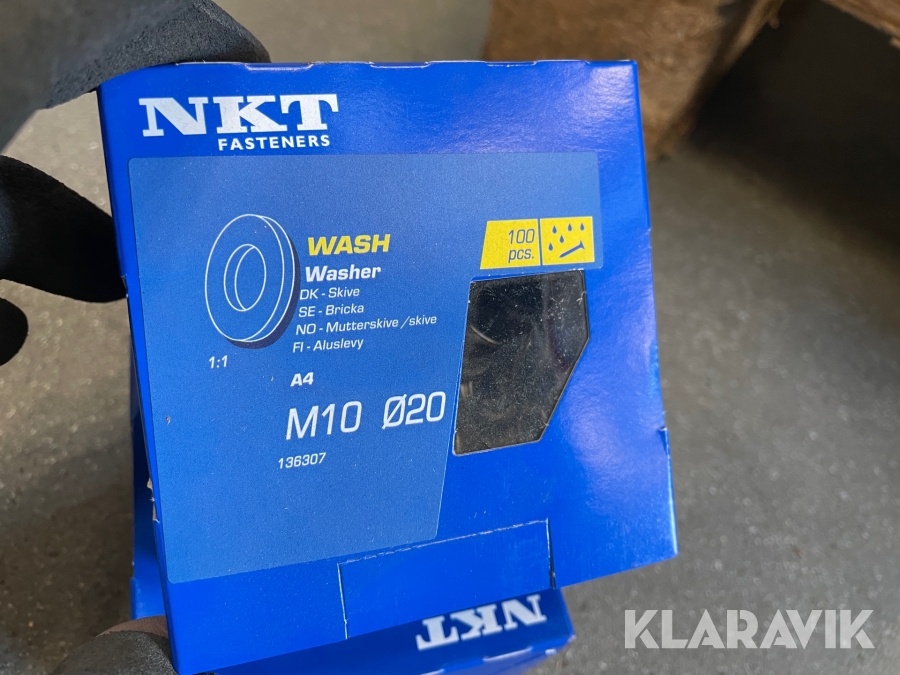 NKT
FASTENERS
WASH
Washer
DK - Skive
SE - Bricka
NO - Mutterskive /skive
FI - Aluslevy
1:1
A4
M10 Ø20
136307
100
pcs.
NKT
KLARAVIK